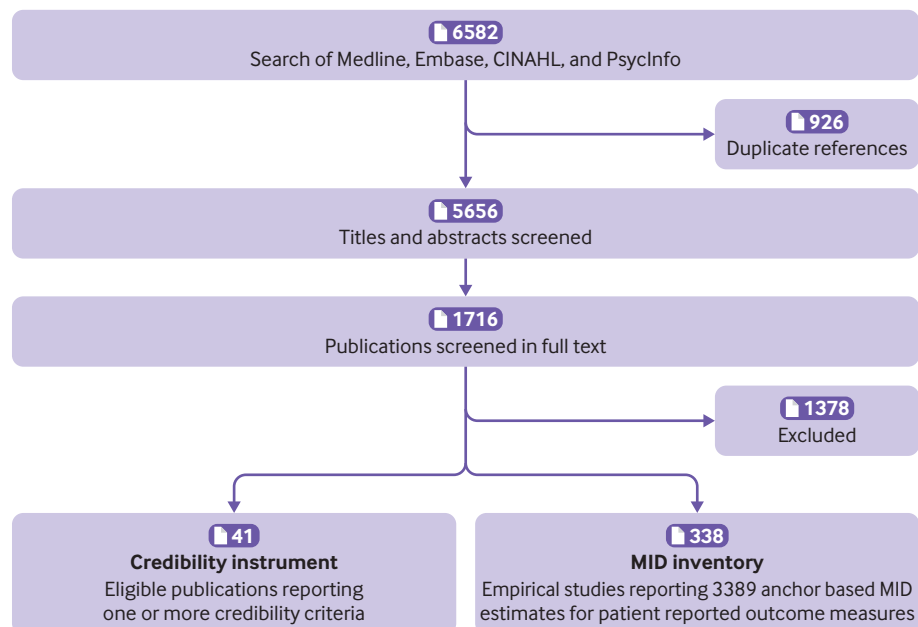 6582
Search of Medline, Embase, CINAHL, and PsycInfo
926
Duplicate references
5656
Titles and abstracts screened
1716
Publications screened in full text
1378
Excluded
41
Credibility instrument
Eligible publications reporting
one or more credibility criteria
338
MID inventory
Empirical studies reporting 3389 anchor based MID
estimates for patient reported outcome measures